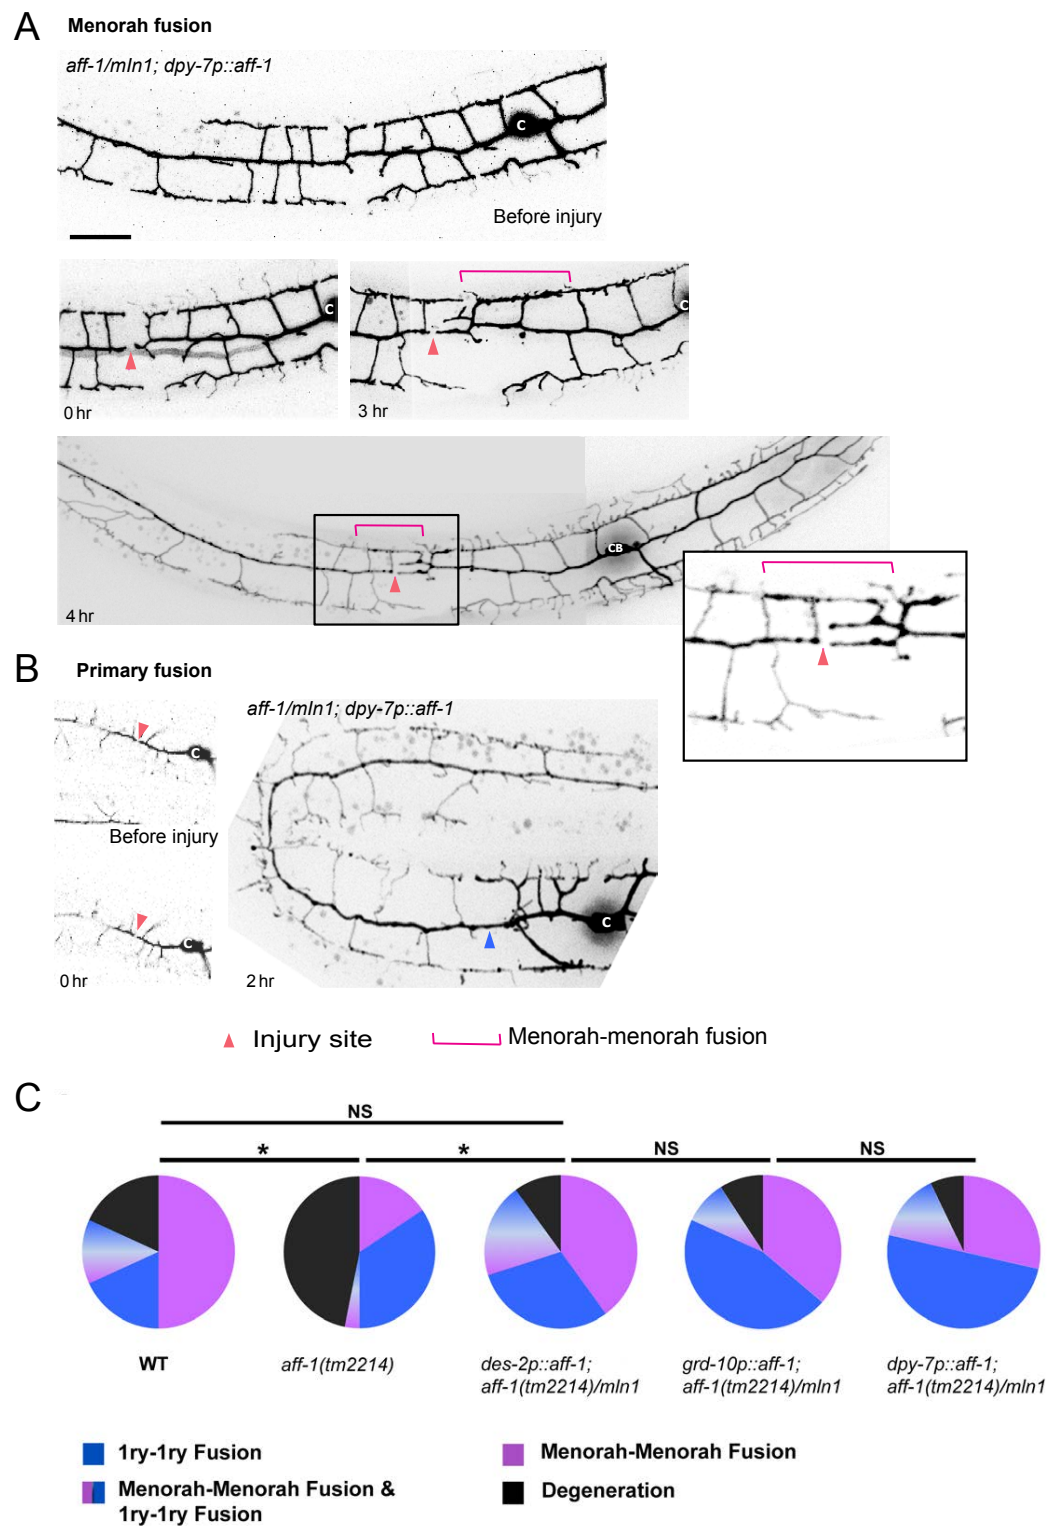 A Menorah fusion
aff-1/mIn1; dpy-7p::aff-1
C
Before injury
C
0 hr
C
3 hr
CB
4 hr
B Primary fusion
C
Before injury
C
0 hr
aff-1/mIn1; dpy-7p::aff-1
C
2 hr
Injury site
Menorah-menorah fusion
C
NS
* * NS NS
WT
aff-1(tm2214)
des-2p::aff-1;
aff-1(tm2214)/mln1
grd-10p::aff-1;
aff-1(tm2214)/mln1
dpy-7p::aff-1;
aff-1(tm2214)/mln1
1ry-1ry Fusion
Menorah-Menorah Fusion &
1ry-1ry Fusion
Menorah-Menorah Fusion
Degeneration